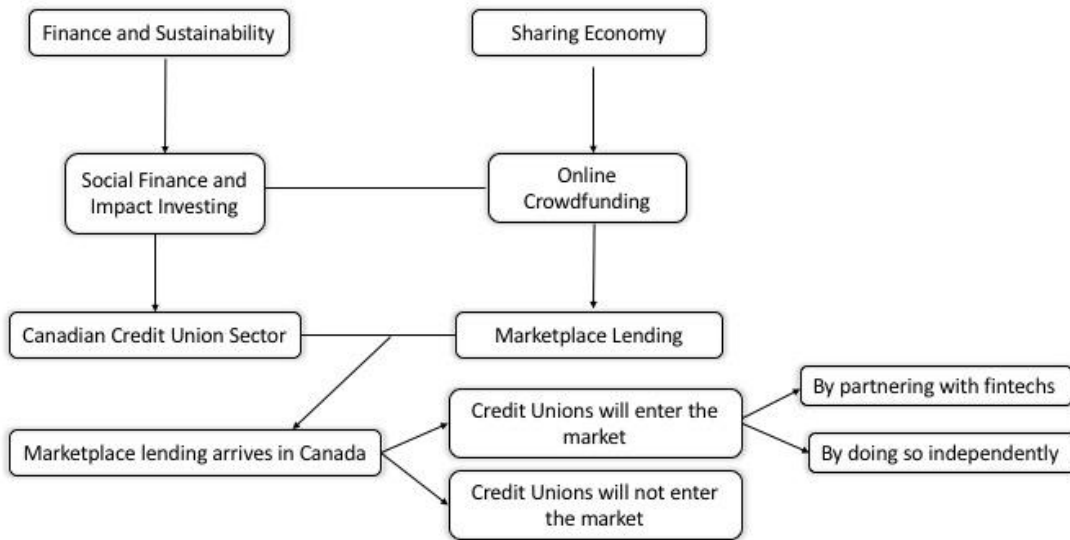 Finance and Sustainability
Sharing Economy
Social Finance and
Impact Investing
Online
Crowdfunding
Canadian Credit Union Sector
Marketplace Lending
By partnering with fintechs
Credit Unions will enter the
market
Marketplace lending arrives in Canada
By doing so independently
Credit Unions will not enter
the market